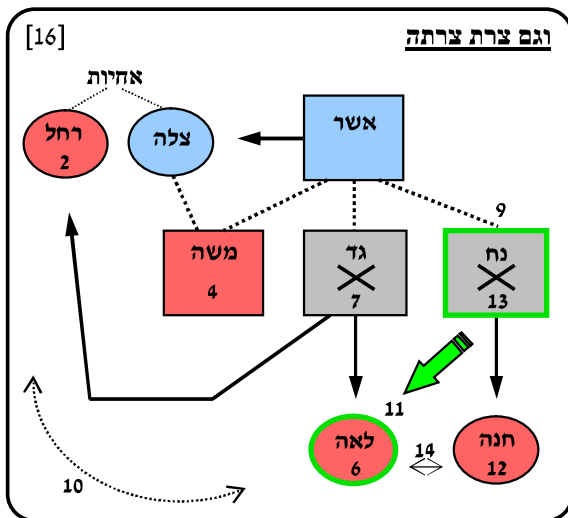 [16] וגם צרת צרתה
אחיות
רחל
2
צלה
אשר
9
משה
4
גד
7
נח
13
11
לאה
6
14
חנה
12
10